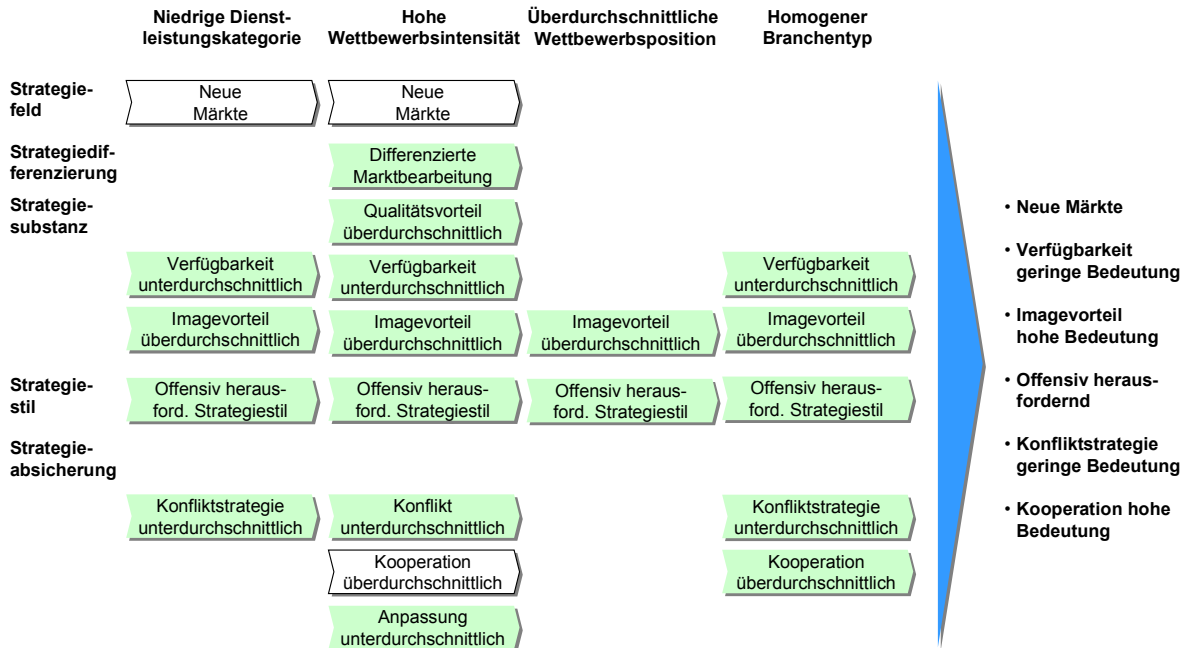 Niedrige Dienst-
leistungskategorie
Hohe
Wettbewerbsintensität
Überdurchschnittliche
Wettbewerbsposition
Homogener
Branchentyp
Strategie-
feld
Neue
Märkte
Neue
Märkte
Strategiedif-
ferenzierung
Differenzierte
Marktbearbeitung
Strategie-
substanz
Qualitätsvorteil
überdurchschnittlich
Verfügbarkeit
unterdurchschnittlich
Verfügbarkeit
unterdurchschnittlich
Verfügbarkeit
unterdurchschnittlich
Imagevorteil
überdurchschnittlich
Imagevorteil
überdurchschnittlich
Imagevorteil
überdurchschnittlich
Imagevorteil
überdurchschnittlich
Strategie-
stil
Offensiv heraus-
ford. Strategiestil
Offensiv heraus-
ford. Strategiestil
Offensiv heraus-
ford. Strategiestil
Offensiv heraus-
ford. Strategiestil
Strategie-
absicherung
Konfliktstrategie
unterdurchschnittlich
Konflikt
unterdurchschnittlich
Konfliktstrategie
unterdurchschnittlich
Kooperation
überdurchschnittlich
Kooperation
überdurchschnittlich
Anpassung
unterdurchschnittlich
• Neue Märkte
• Verfügbarkeit
geringe Bedeutung
• Imagevorteil
hohe Bedeutung
• Offensiv heraus-
fordernd
• Konfliktstrategie
geringe Bedeutung
• Kooperation hohe
Bedeutung